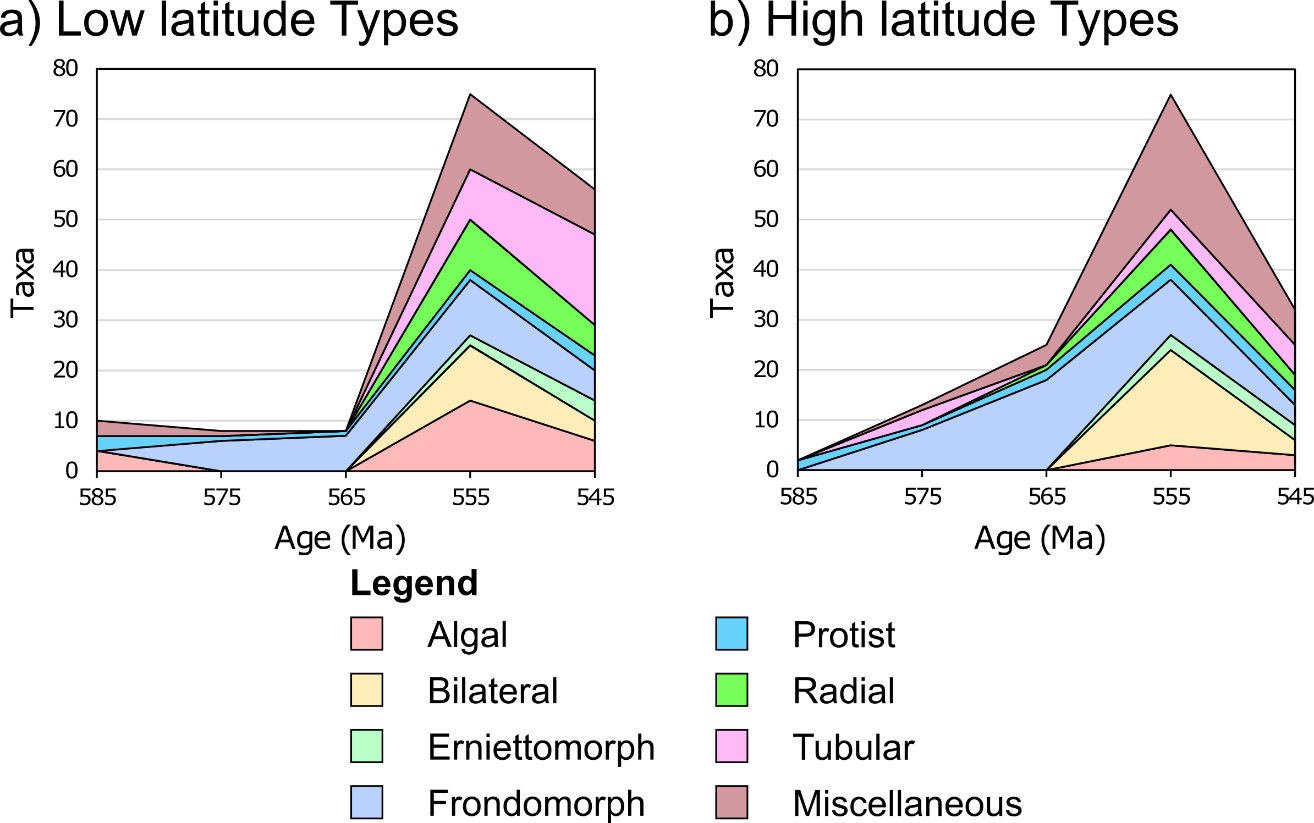 a) Low latitude Types
80
70
60
50
40
30
20
10
0
Taxa
585 575 565 555 545
Age (Ma)
b) High latitude Types
80
70
60
50
40
30
20
10
0
Taxa
585 575 565 555 545
Age (Ma)
Legend
Algal
Bilateral
Erniettomorph
Frondomorph
Protist
Radial
Tubular
Miscellaneous